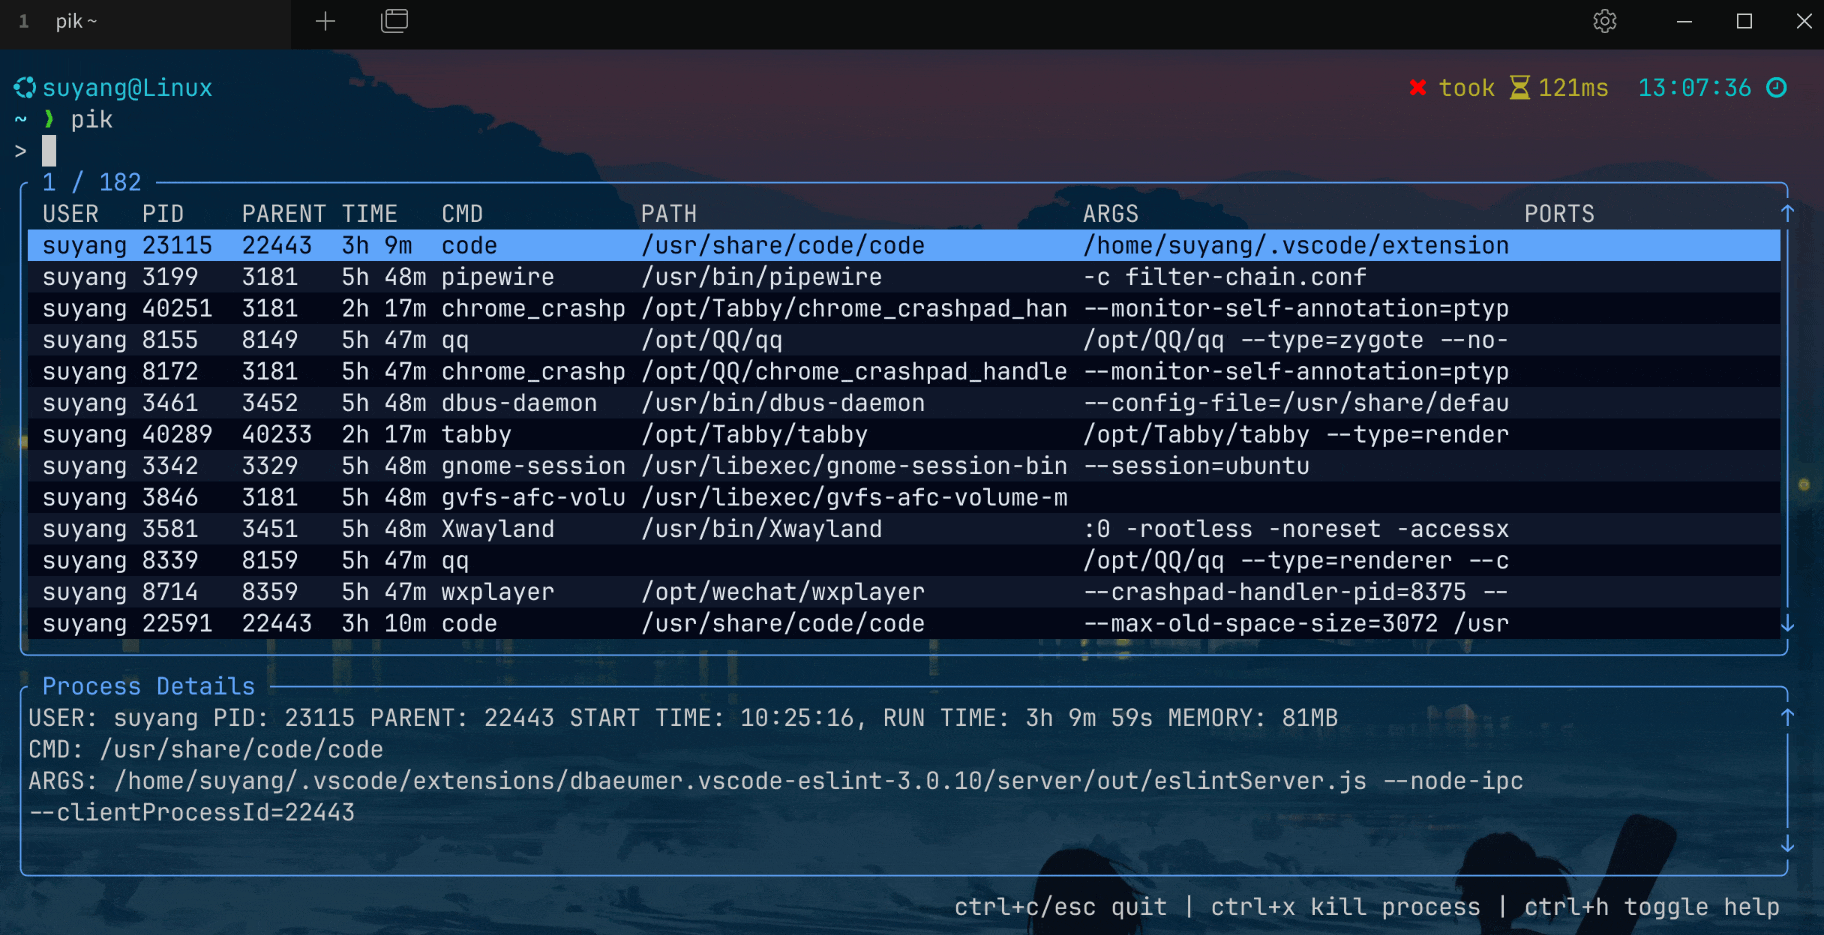 1 pik ~
suyang@Linux ✖ took 121ms 13:07:36
~ ❱ pik
>
1 / 182
USER PID PARENT TIME CMD PATH ARGS PORTS
suyang 23115 22443 3h 9m code /usr/share/code/code /home/suyang/.vscode/extension
suyang 3199 3181 5h 48m pipewire /usr/bin/pipewire -c filter-chain.conf
suyang 40251 3181 2h 17m chrome_crashp /opt/Tabby/chrome_crashpad_han --monitor-self-annotation=ptyp
suyang 8155 8149 5h 47m qq /opt/QQ/qq /opt/QQ/qq --type=zygote --no-
suyang 8172 3181 5h 47m chrome_crashp /opt/QQ/chrome_crashpad_handle --monitor-self-annotation=ptyp
suyang 3461 3452 5h 48m dbus-daemon /usr/bin/dbus-daemon --config-file=/usr/share/defau
suyang 40289 40233 2h 17m tabby /opt/Tabby/tabby /opt/Tabby/tabby --type=render
suyang 3342 3329 5h 48m gnome-session /usr/libexec/gnome-session-bin --session=ubuntu
suyang 3846 3181 5h 48m gvfs-afc-volu /usr/libexec/gvfs-afc-volume-m
suyang 3581 3451 5h 48m Xwayland /usr/bin/Xwayland :0 -rootless -noreset -accessx
suyang 8339 8159 5h 47m qq /opt/QQ/qq --type=renderer --c
suyang 8714 8359 5h 47m wxplayer /opt/wechat/wxplayer --crashpad-handler-pid=8375 --
suyang 22591 22443 3h 10m code /usr/share/code/code --max-old-space-size=3072 /usr
Process Details
USER: suyang PID: 23115 PARENT: 22443 START TIME: 10:25:16, RUN TIME: 3h 9m 59s MEMORY: 81MB
CMD: /usr/share/code/code
ARGS: /home/suyang/.vscode/extensions/dbaeumer.vscode-eslint-3.0.10/server/out/eslintServer.js --node-ipc
--clientProcessId=22443
ctrl+c/esc quit | ctrl+x kill process | ctrl+h toggle help